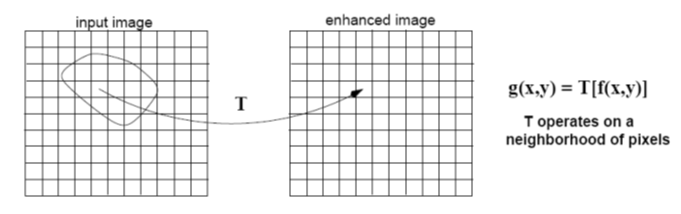 input image
enhanced image
T
g(x,y) = T[f(x,y)]
T operates on a
neighborhood of pixels